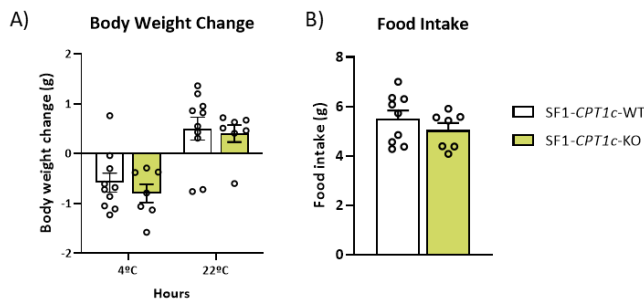 A)
Body Weight Change
Body weight change (g)
1
0
-1
-2
4ºC
22ºC
Hours
B)
Food Intake
Food intake (g)
8
6
4
2
0
SF1-CPT1c-WT
SF1-CPT1c-KO